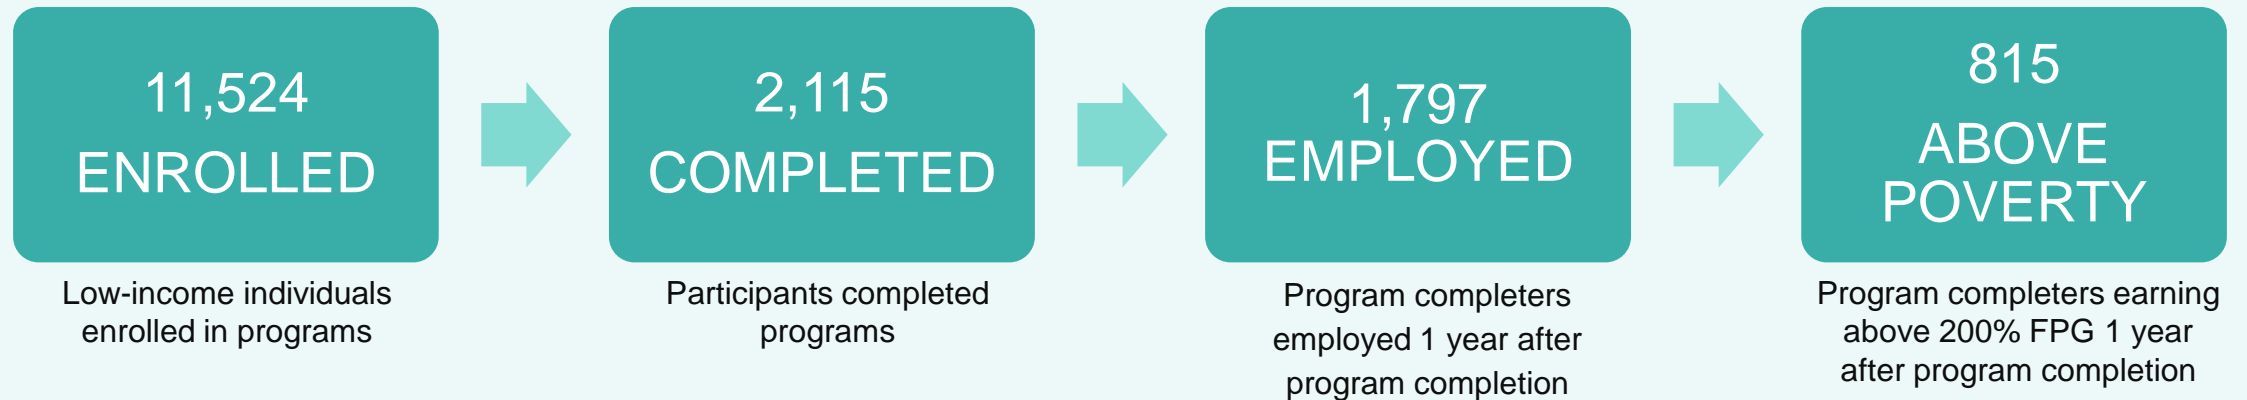 11,524
ENROLLED
Low-income individuals
enrolled in programs
2,115
COMPLETED
Participants completed
programs
1,797
EMPLOYED
Program completers
employed 1 year after
program completion
815
ABOVE
POVERTY
Program completers earning
above 200% FPG 1 year
after program completion